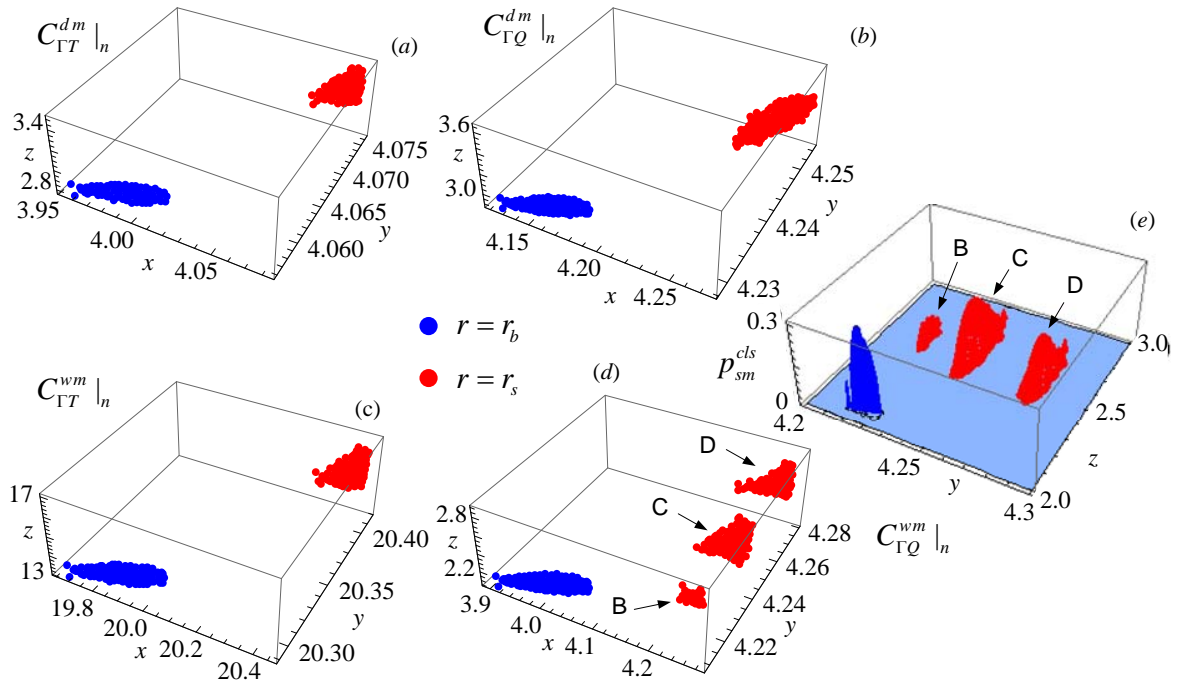 C^{dm}_{ΓT} |_n
(a)
3.4
z
2.8
3.95
4.00
x
4.05
4.060
4.065
y
4.070
4.075
C^{dm}_{ΓQ} |_n
(b)
3.6
z
3.0
4.15
4.20
x
4.25
4.23
4.24
y
4.25
r = r_b
r = r_s
C^{wm}_{ΓT} |_n
(c)
17
z
13
19.8
20.0
x
20.2
20.4
20.30
20.35
y
20.40
(d)
D
C
B
2.8
z
2.2
3.9
4.0
x
4.1
4.2
4.22
y
4.24
4.26
4.28
C^{wm}_{ΓQ} |_n
(e)
B
C
D
0.3
p^{cls}_{sm}
0
4.2
4.25
y
4.3
2.0
z
2.5
3.0